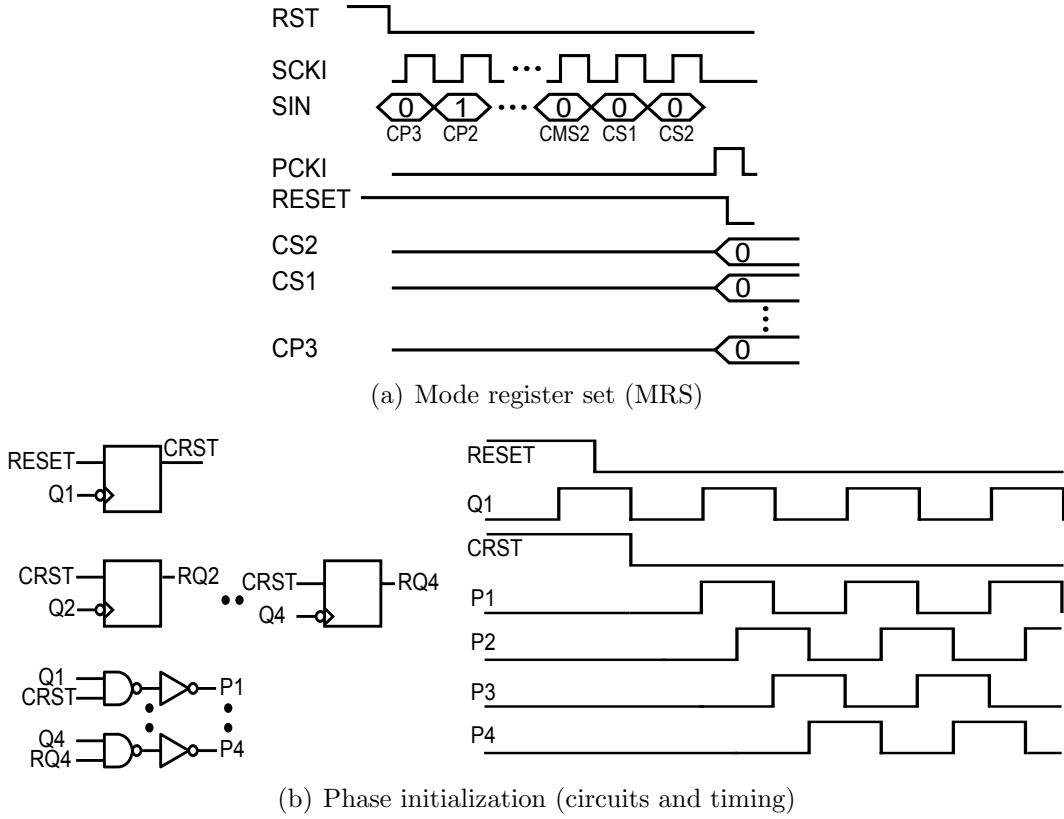 RST
SCKI
SIN 0 1 0 0 0
CP3 CP2 CMS2 CS1 CS2
PCKI
RESET
CS2 0
CS1 0
CP3 0
(a) Mode register set (MRS)
RESET CRST
Q1
CRST RQ2 CRST RQ4
Q2 Q4
Q1
CRST P1
Q4
RQ4 P4
RESET
Q1
CRST
P1
P2
P3
P4
(b) Phase initialization (circuits and timing)